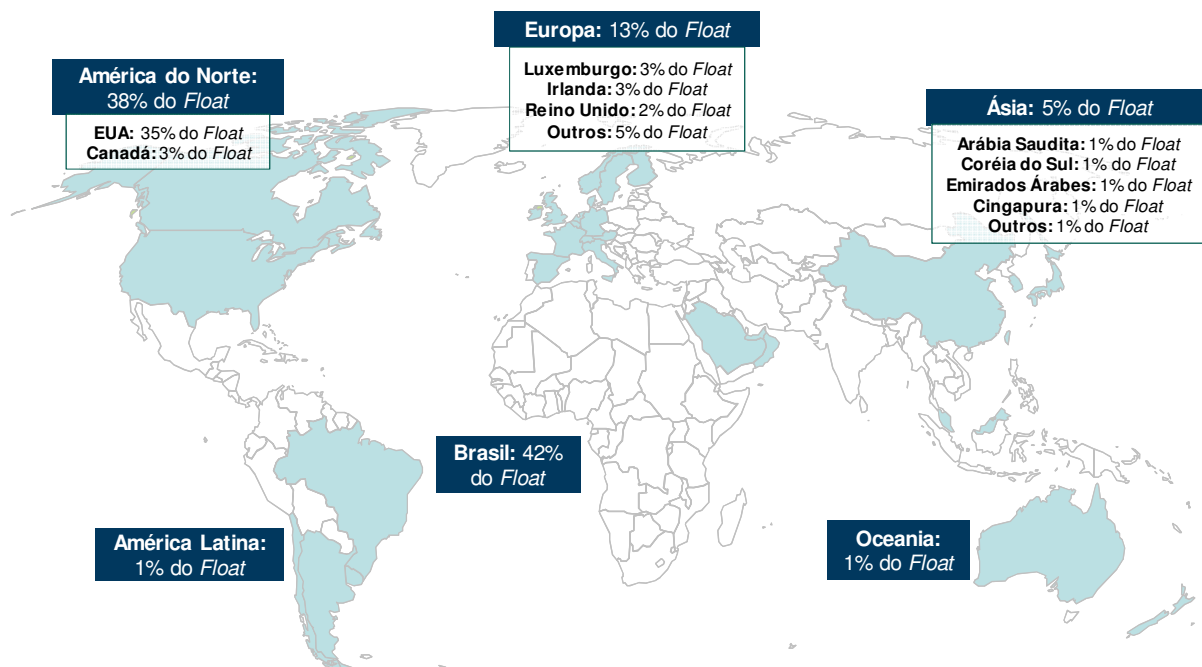 América do Norte:
38% do Float
EUA: 35% do Float
Canadá: 3% do Float
Europa: 13% do Float
Luxemburgo: 3% do Float
Irlanda: 3% do Float
Reino Unido: 2% do Float
Outros: 5% do Float
Ásia: 5% do Float
Arábia Saudita: 1% do Float
Coréia do Sul: 1% do Float
Emirados Árabes: 1% do Float
Cingapura: 1% do Float
Outros: 1% do Float
Brasil: 42%
do Float
América Latina:
1% do Float
Oceania:
1% do Float